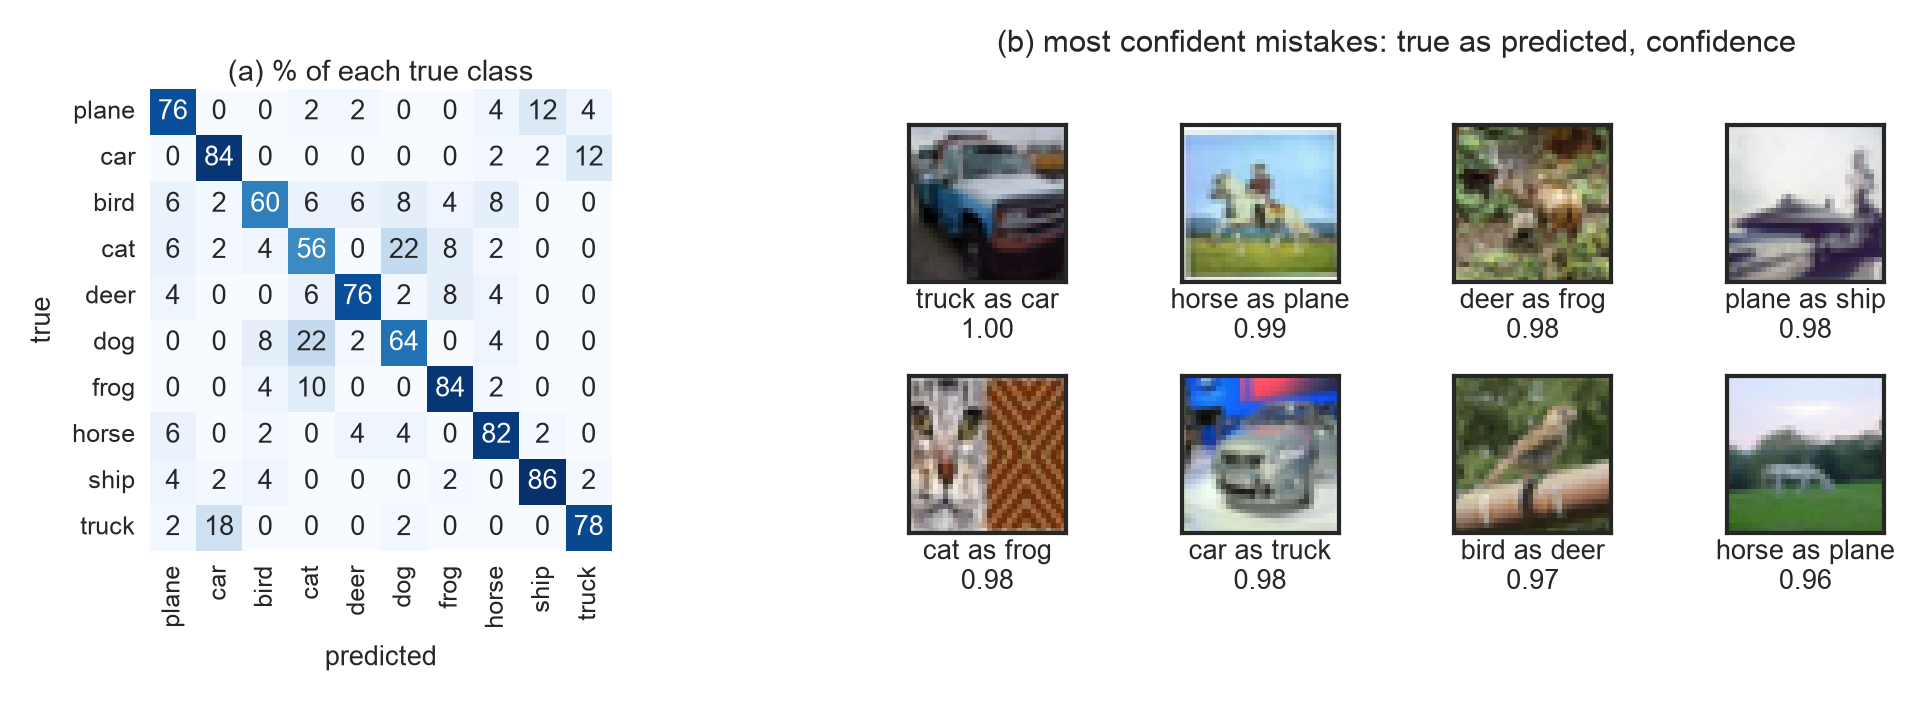 (a) % of each true class
plane 76 0 0 2 2 0 0 4 12 4
car 0 84 0 0 0 0 0 2 2 12
bird 6 2 60 6 6 8 4 8 0 0
cat 6 2 4 56 0 22 8 2 0 0
deer 4 0 0 6 76 2 8 4 0 0
dog 0 0 8 22 2 64 0 4 0 0
frog 0 0 4 10 0 0 84 2 0 0
horse 6 0 2 0 4 4 0 82 2 0
ship 4 2 4 0 0 0 2 0 86 2
truck 2 18 0 0 0 2 0 0 0 78
true
plane car bird cat deer dog frog horse ship truck
predicted
(b) most confident mistakes: true as predicted, confidence
truck as car
1.00
horse as plane
0.99
deer as frog
0.98
plane as ship
0.98
cat as frog
0.98
car as truck
0.98
bird as deer
0.97
horse as plane
0.96